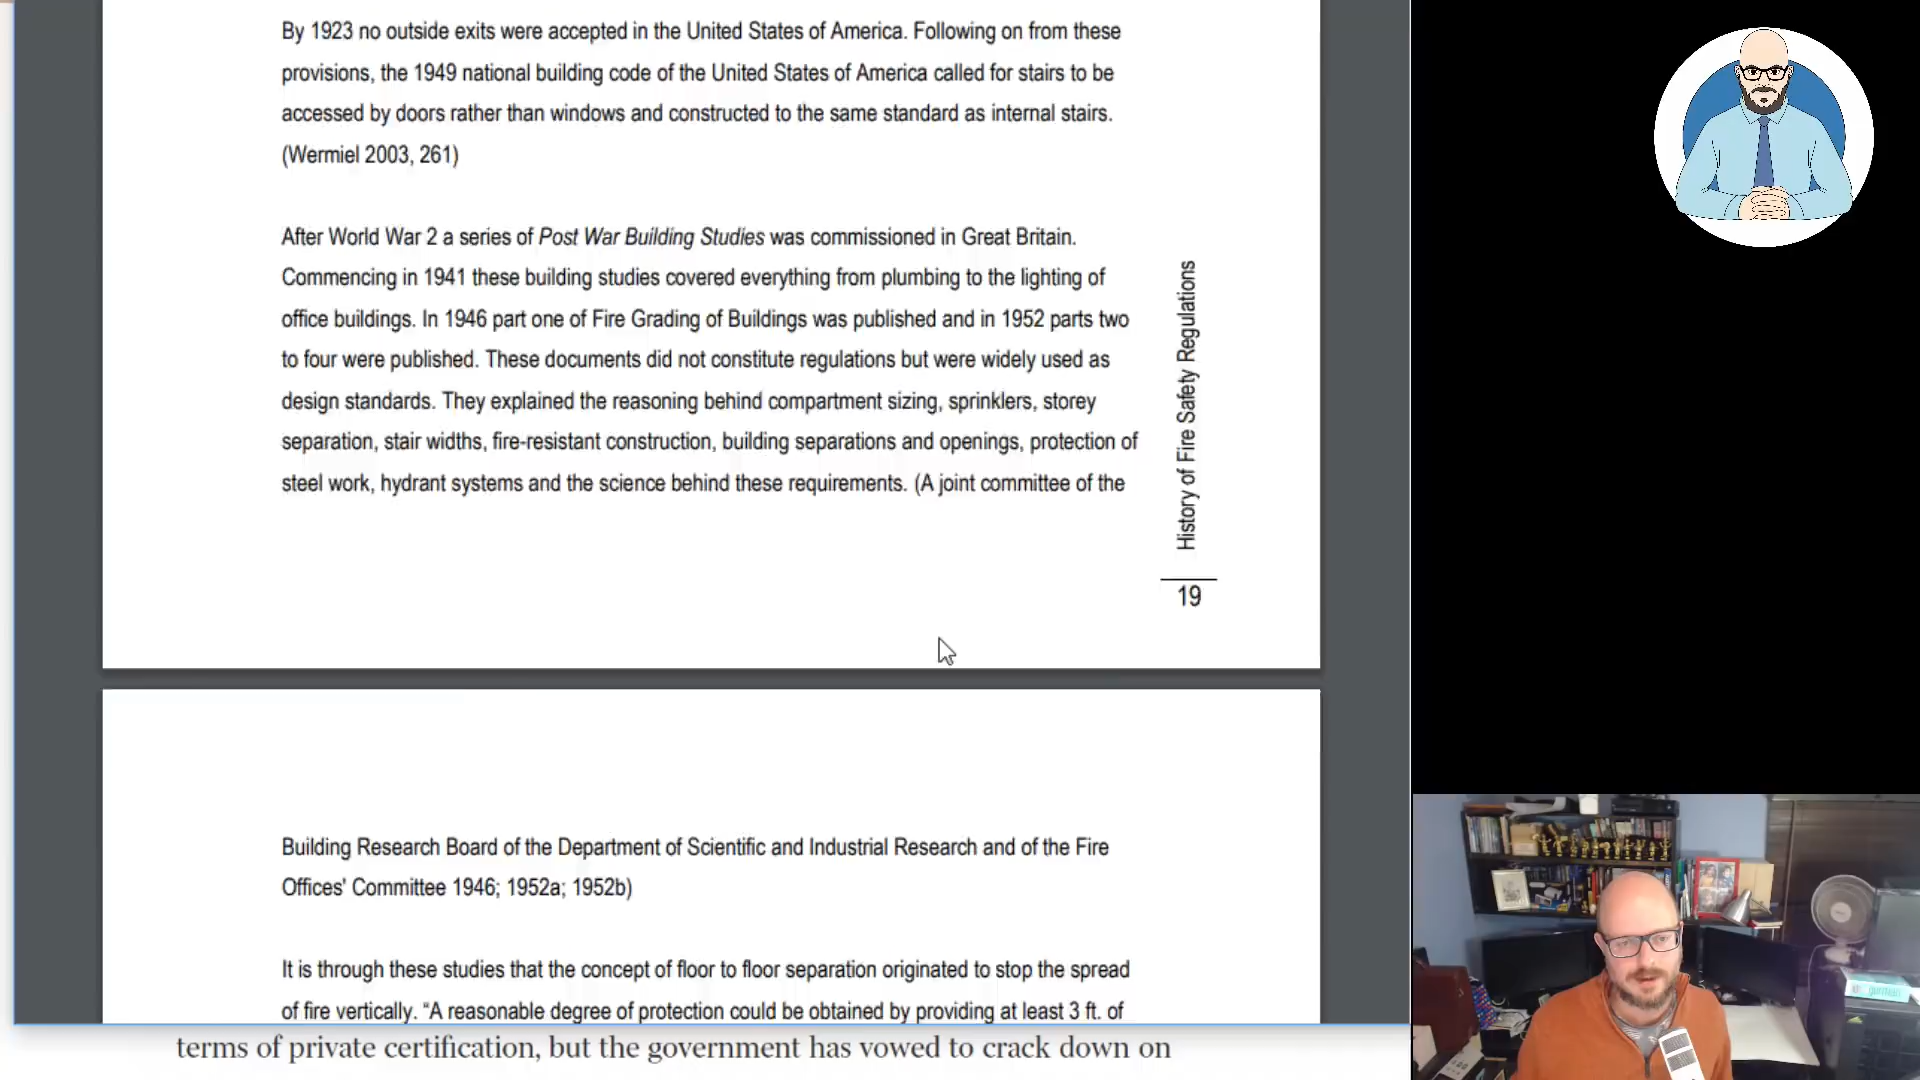 By 1923 no outside exits were accepted in the United States of America. Following on from these
provisions, the 1949 national building code of the United States of America called for stairs to be
accessed by doors rather than windows and constructed to the same standard as internal stairs.
(Wermiel 2003, 261)
After World War 2 a series of Post War Building Studies was commissioned in Great Britain.
Commencing in 1941 these building studies covered everything from plumbing to the lighting of
office buildings. In 1946 part one of Fire Grading of Buildings was published and in 1952 parts two
to four were published. These documents did not constitute regulations but were widely used as
design standards. They explained the reasoning behind compartment sizing, sprinklers, storey
separation, stair widths, fire-resistant construction, building separations and openings, protection of
steel work, hydrant systems and the science behind these requirements. (A joint committee of the
History of Fire Safety Regulations
19
Building Research Board of the Department of Scientific and Industrial Research and of the Fire
Offices' Committee 1946; 1952a; 1952b)
It is through these studies that the concept of floor to floor separation originated to stop the spread
of fire vertically. “A reasonable degree of protection could be obtained by providing at least 3 ft. of
terms of private certification, but the government has vowed to crack down on